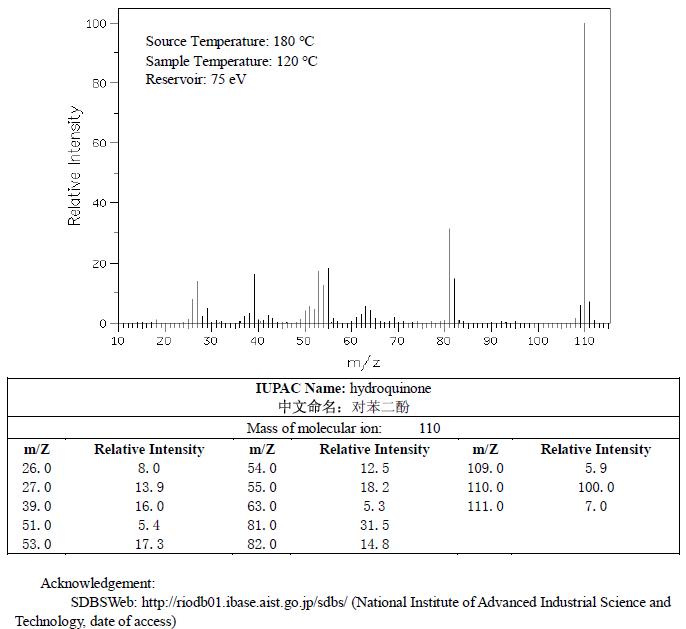 100
80
60
40
20
0
Relative Intensity
Source Temperature: 180 °C
Sample Temperature: 120 °C
Reservoir: 75 eV
10 20 30 40 50 60 70 80 90 100 110
m/z
IUPAC Name: hydroquinone
中文命名：对苯二酚
Mass of molecular ion: 110
m/Z Relative Intensity m/Z Relative Intensity m/Z Relative Intensity
26.0 8.0 54.0 12.5 109.0 5.9
27.0 13.9 55.0 18.2 110.0 100.0
39.0 16.0 63.0 5.3 111.0 7.0
51.0 5.4 81.0 31.5
53.0 17.3 82.0 14.8
Acknowledgement:
SDBSWeb: http://riodb01.ibase.aist.go.jp/sdbs/ (National Institute of Advanced Industrial Science and
Technology, date of access)